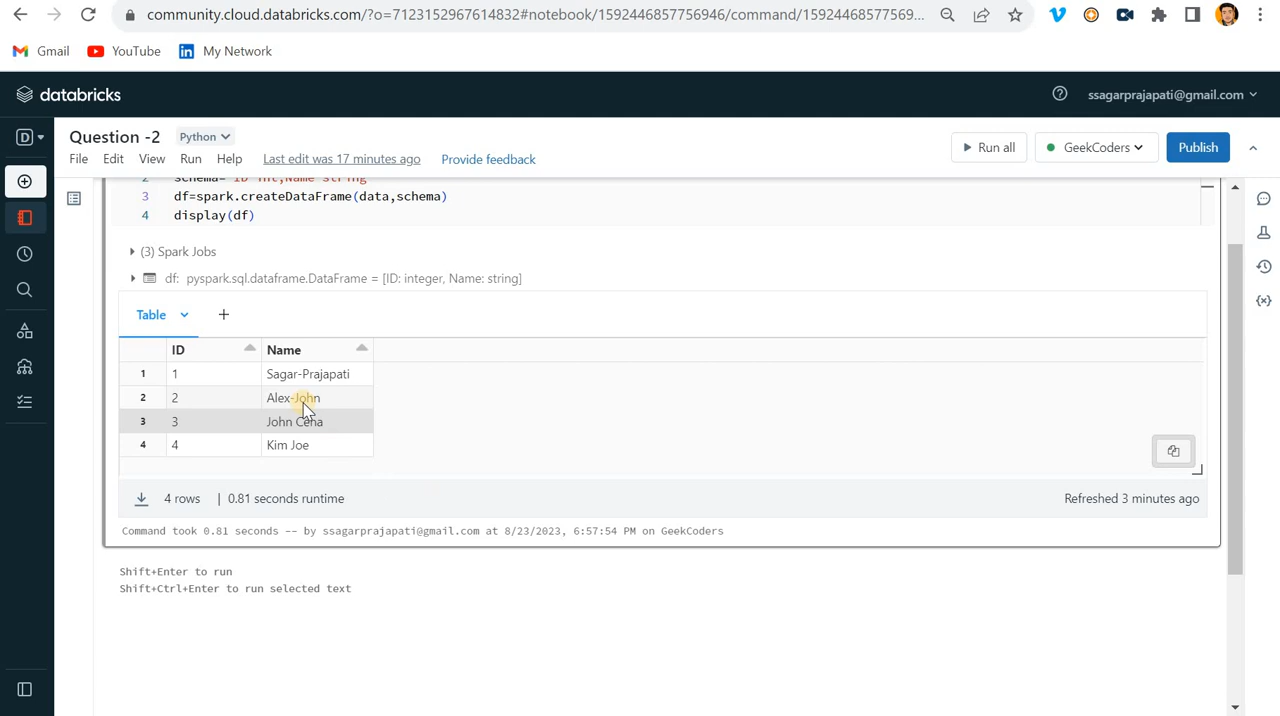 community.cloud.databricks.com/?o=7123152967614832#notebook/1592446857756946/command/15924468577569...
Gmail
YouTube
My Network
databricks
ssagarprajapati@gmail.com
D
Question -2
Python
Run all
GeekCoders
Publish
File
Edit
View
Run
Help
Last edit was 17 minutes ago
Provide feedback
2 schema="ID int,Name string"
3 df=spark.createDataFrame(data,schema)
4 display(df)
(3) Spark Jobs
df: pyspark.sql.dataframe.DataFrame = [ID: integer, Name: string]
Table
ID Name
1 1 Sagar-Prajapati
2 2 Alex-John
3 3 John Cena
4 4 Kim Joe
4 rows | 0.81 seconds runtime
Refreshed 3 minutes ago
Command took 0.81 seconds -- by ssagarprajapati@gmail.com at 8/23/2023, 6:57:54 PM on GeekCoders
Shift+Enter to run
Shift+Ctrl+Enter to run selected text